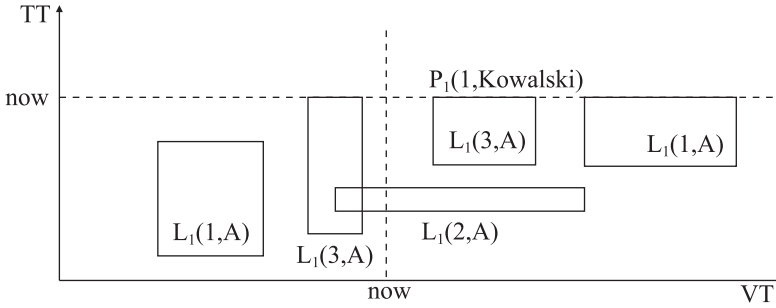 TT
P₁(1,Kowalski)
now
L₁(3,A)
L₁(1,A)
L₁(1,A)
L₁(2,A)
L₁(3,A)
now
VT